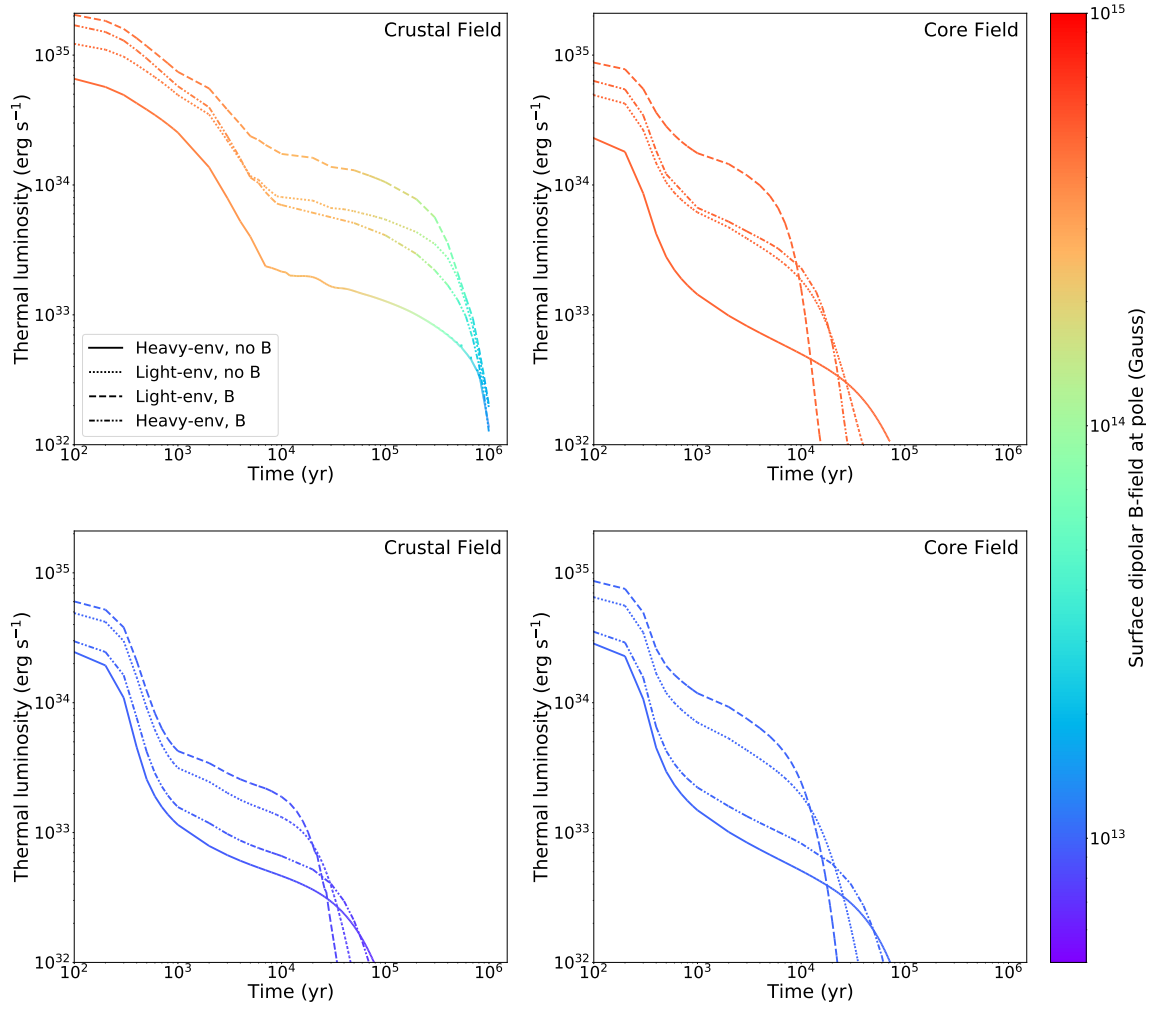 Crustal Field
Thermal luminosity (erg s⁻¹)
10³⁵
10³⁴
10³³
10³²
Heavy-env, no B
Light-env, no B
Light-env, B
Heavy-env, B
10² 10³ 10⁴ 10⁵ 10⁶
Time (yr)
Core Field
Thermal luminosity (erg s⁻¹)
10³⁵
10³⁴
10³³
10³²
10² 10³ 10⁴ 10⁵ 10⁶
Time (yr)
Crustal Field
Thermal luminosity (erg s⁻¹)
10³⁵
10³⁴
10³³
10³²
10² 10³ 10⁴ 10⁵ 10⁶
Time (yr)
Core Field
Thermal luminosity (erg s⁻¹)
10³⁵
10³⁴
10³³
10³²
10² 10³ 10⁴ 10⁵ 10⁶
Time (yr)
10¹⁵
10¹⁴
10¹³
Surface dipolar B-field at pole (Gauss)